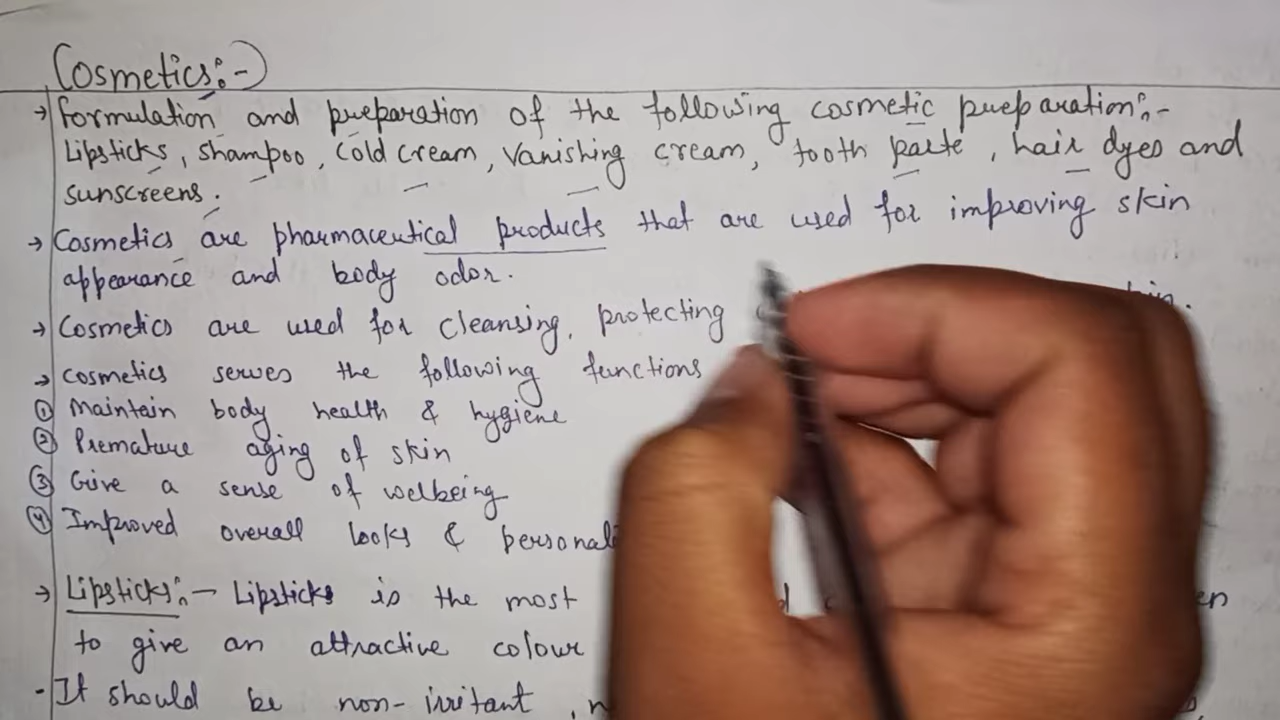 Cosmetics:-
→ Formulation and preparation of the following cosmetic preparation:-
Lipsticks, shampoo, cold cream, vanishing cream, tooth paste, hair dyes and
sunscreens.
→ Cosmetics are pharmaceutical products that are used for improving skin
appearance and body odor.
→ Cosmetics are used for cleansing, protecting
→ Cosmetics serves the following functions
① Maintain body health & hygiene
② Premature aging of skin
③ Give a sense of welbeing
④ Improved overall looks &
→ Lipsticks:- Lipsticks is the most
to give an attractive colour
· It should be non-irritant,